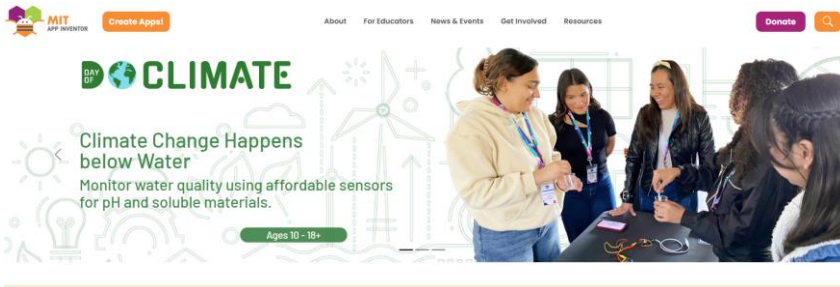 MIT
APP INVENTOR
Create Apps!
About For Educators News & Events Get Involved Resources
Donate
DAY OF DO CLIMATE
Climate Change Happens
below Water
Monitor water quality using affordable sensors
for pH and soluble materials.
Ages 10 - 18+